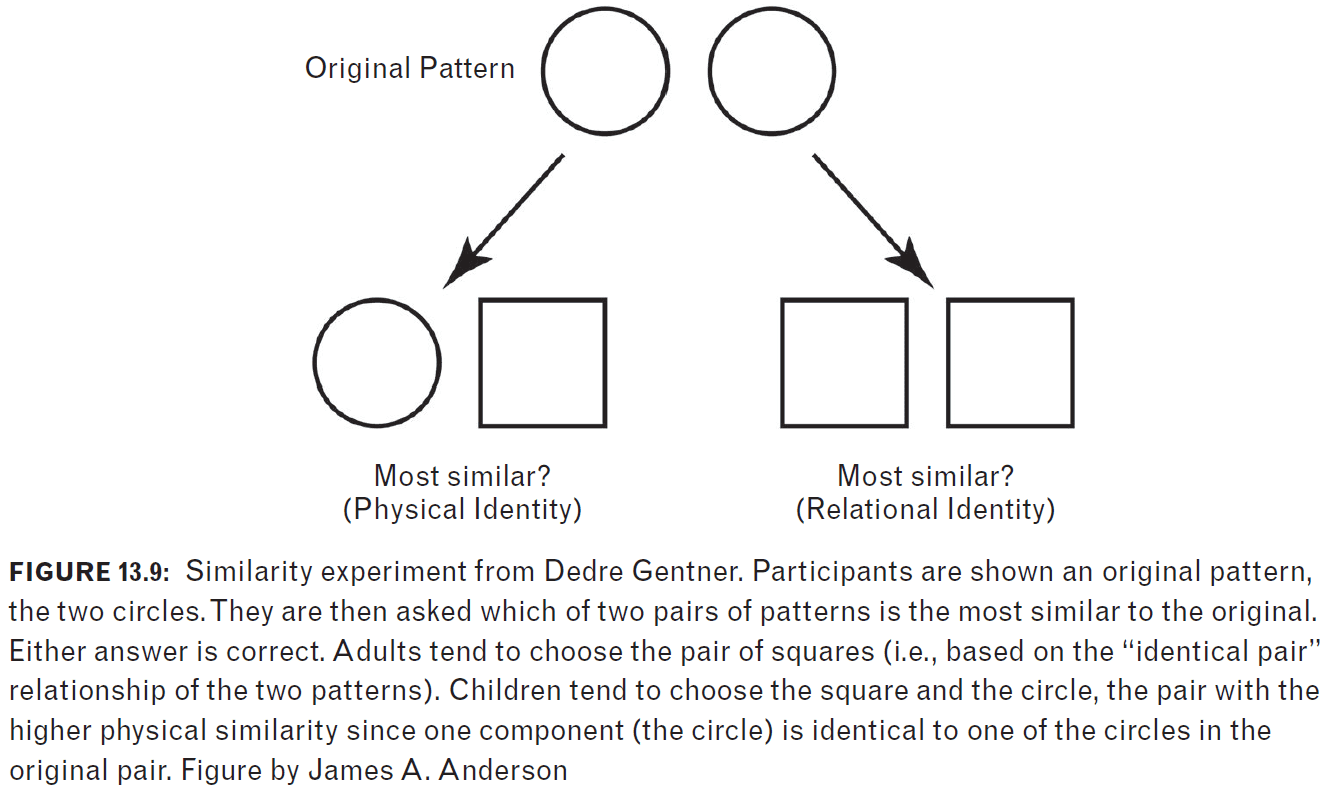 Original Pattern
Most similar?
(Physical Identity)
Most similar?
(Relational Identity)
FIGURE 13.9: Similarity experiment from Dedre Gentner. Participants are shown an original pattern,
the two circles. They are then asked which of two pairs of patterns is the most similar to the original.
Either answer is correct. Adults tend to choose the pair of squares (i.e., based on the “identical pair”
relationship of the two patterns). Children tend to choose the square and the circle, the pair with the
higher physical similarity since one component (the circle) is identical to one of the circles in the
original pair. Figure by James A. Anderson